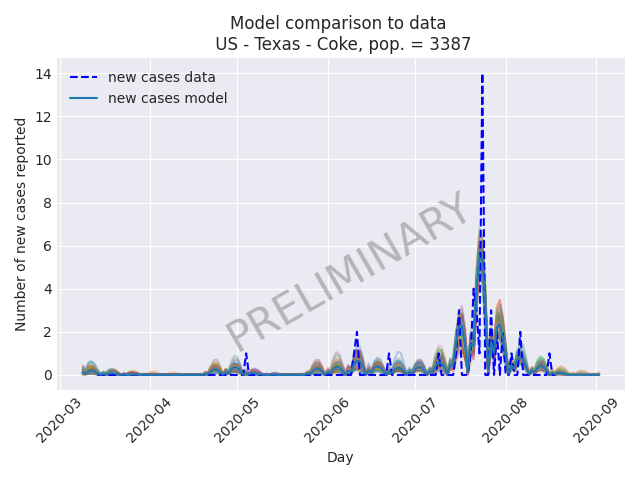 Model comparison to data
US - Texas - Coke, pop. = 3387
Number of new cases reported
14
12
10
8
6
4
2
0
new cases data
new cases model
PRELIMINARY
2020-03
2020-04
2020-05
2020-06
2020-07
2020-08
2020-09
Day